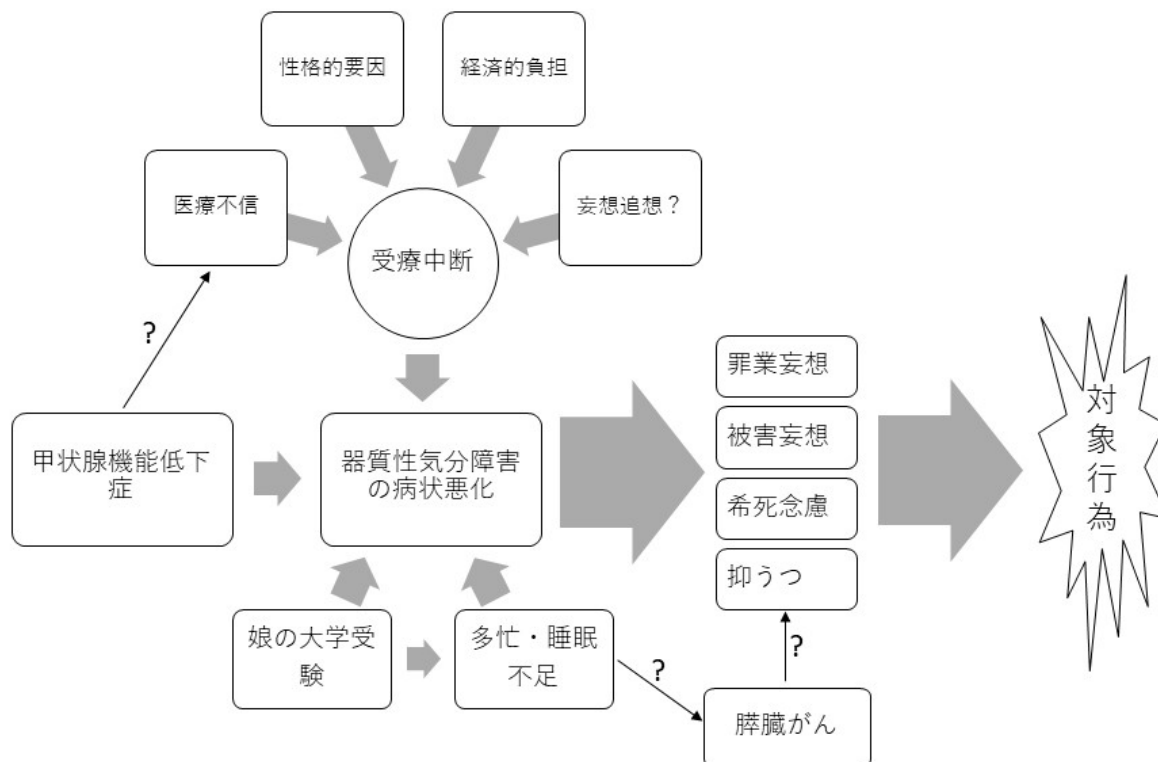 性格的要因
経済的負担
医療不信
妄想追想？
受療中断
?
罪業妄想
被害妄想
希死念慮
抑うつ
甲状腺機能低下
症
器質性気分障害
の病状悪化
対象行為
娘の大学受
験
多忙・睡眠
不足
?
?
膵臓がん